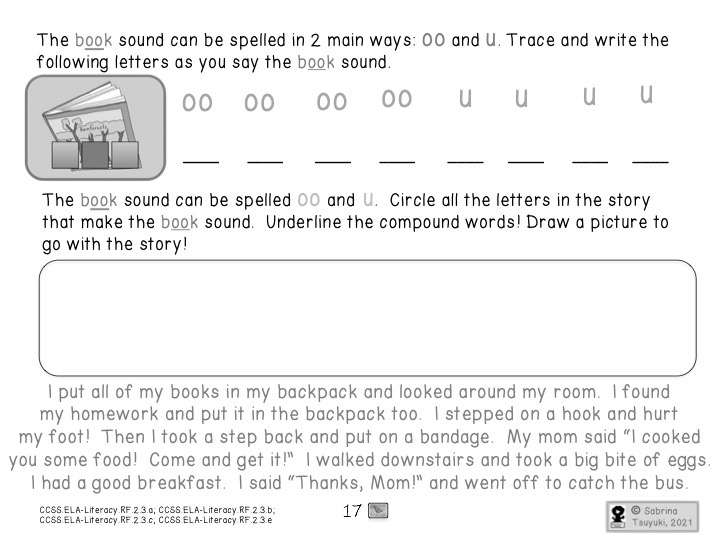 The book sound can be spelled in 2 main ways: oo and u. Trace and write the
following letters as you say the book sound.
Rainforests
oo oo oo oo u u u u
The book sound can be spelled oo and u. Circle all the letters in the story
that make the book sound. Underline the compound words! Draw a picture to
go with the story!
I put all of my books in my backpack and looked around my room. I found
my homework and put it in the backpack too. I stepped on a hook and hurt
my foot! Then I took a step back and put on a bandage. My mom said “I cooked
you some food! Come and get it!” I walked downstairs and took a big bite of eggs.
I had a good breakfast. I said “Thanks, Mom!” and went off to catch the bus.
CCSS.ELA-Literacy.RF.2.3.a; CCSS.ELA-Literacy.RF.2.3.b;
CCSS.ELA-Literacy.RF.2.3.c; CCSS.ELA-Literacy.RF.2.3.e
17
© Sabrina
Tsuyuki, 2021